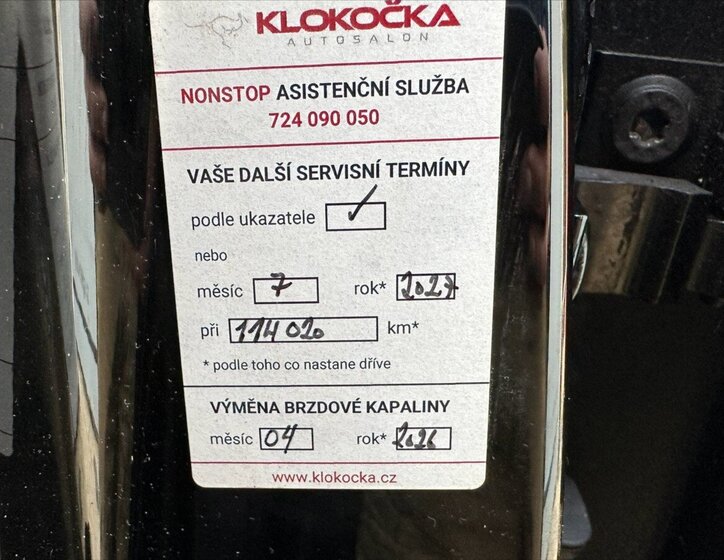 KLOKOČKA
AUTOSALON
NONSTOP ASISTENČNÍ SLUŽBA
724 090 050
VAŠE DALŠÍ SERVISNÍ TERMÍNY
podle ukazatele ✓
nebo
měsíc 7 rok* 2027
při 114 020 km*
* podle toho co nastane dříve
VÝMĚNA BRZDOVÉ KAPALINY
měsíc 04 rok* 2026
www.klokocka.cz